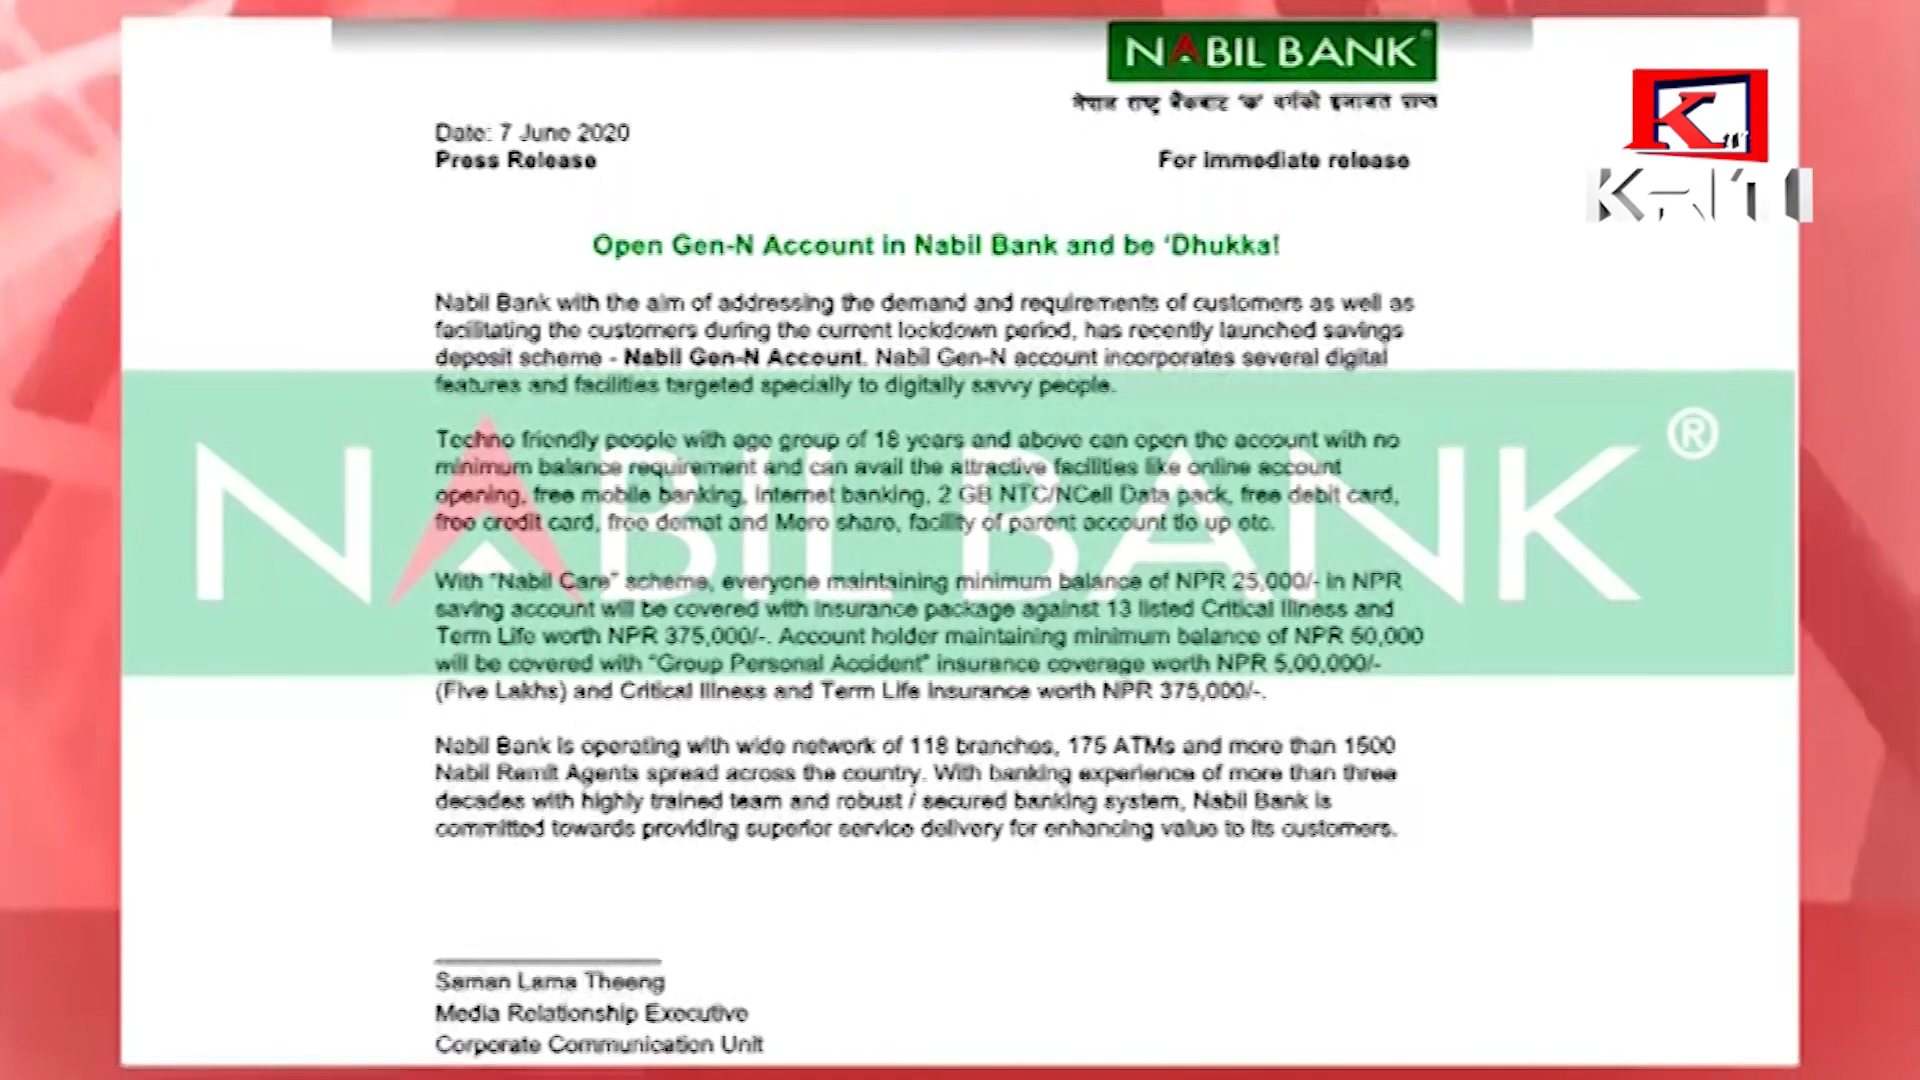 NABIL BANK®
नेपाल राष्ट्र बैंकबाट 'क' वर्गको इजाजत प्राप्त
K TV
KRITI
Date: 7 June 2020
Press Release For immediate release
Open Gen-N Account in Nabil Bank and be ‘Dhukka!
Nabil Bank with the aim of addressing the demand and requirements of customers as well as
facilitating the customers during the current lockdown period, has recently launched savings
deposit scheme - Nabil Gen-N Account. Nabil Gen-N account incorporates several digital
features and facilities targeted specially to digitally savvy people.
Techno friendly people with age group of 18 years and above can open the account with no
minimum balance requirement and can avail the attractive facilities like online account
opening, free mobile banking, internet banking, 2 GB NTC/NCell Data pack, free debit card,
free credit card, free demat and Mero share, facility of parent account tie up etc.
With “Nabil Care” scheme, everyone maintaining minimum balance of NPR 25,000/- in NPR
saving account will be covered with insurance package against 13 listed Critical Illness and
Term Life worth NPR 375,000/-. Account holder maintaining minimum balance of NPR 50,000
will be covered with “Group Personal Accident” insurance coverage worth NPR 5,00,000/-
(Five Lakhs) and Critical Illness and Term Life Insurance worth NPR 375,000/-.
NABIL BANK®
Nabil Bank is operating with wide network of 118 branches, 175 ATMs and more than 1500
Nabil Remit Agents spread across the country. With banking experience of more than three
decades with highly trained team and robust / secured banking system, Nabil Bank is
committed towards providing superior service delivery for enhancing value to its customers.
Saman Lama Theeng
Media Relationship Executive
Corporate Communication Unit